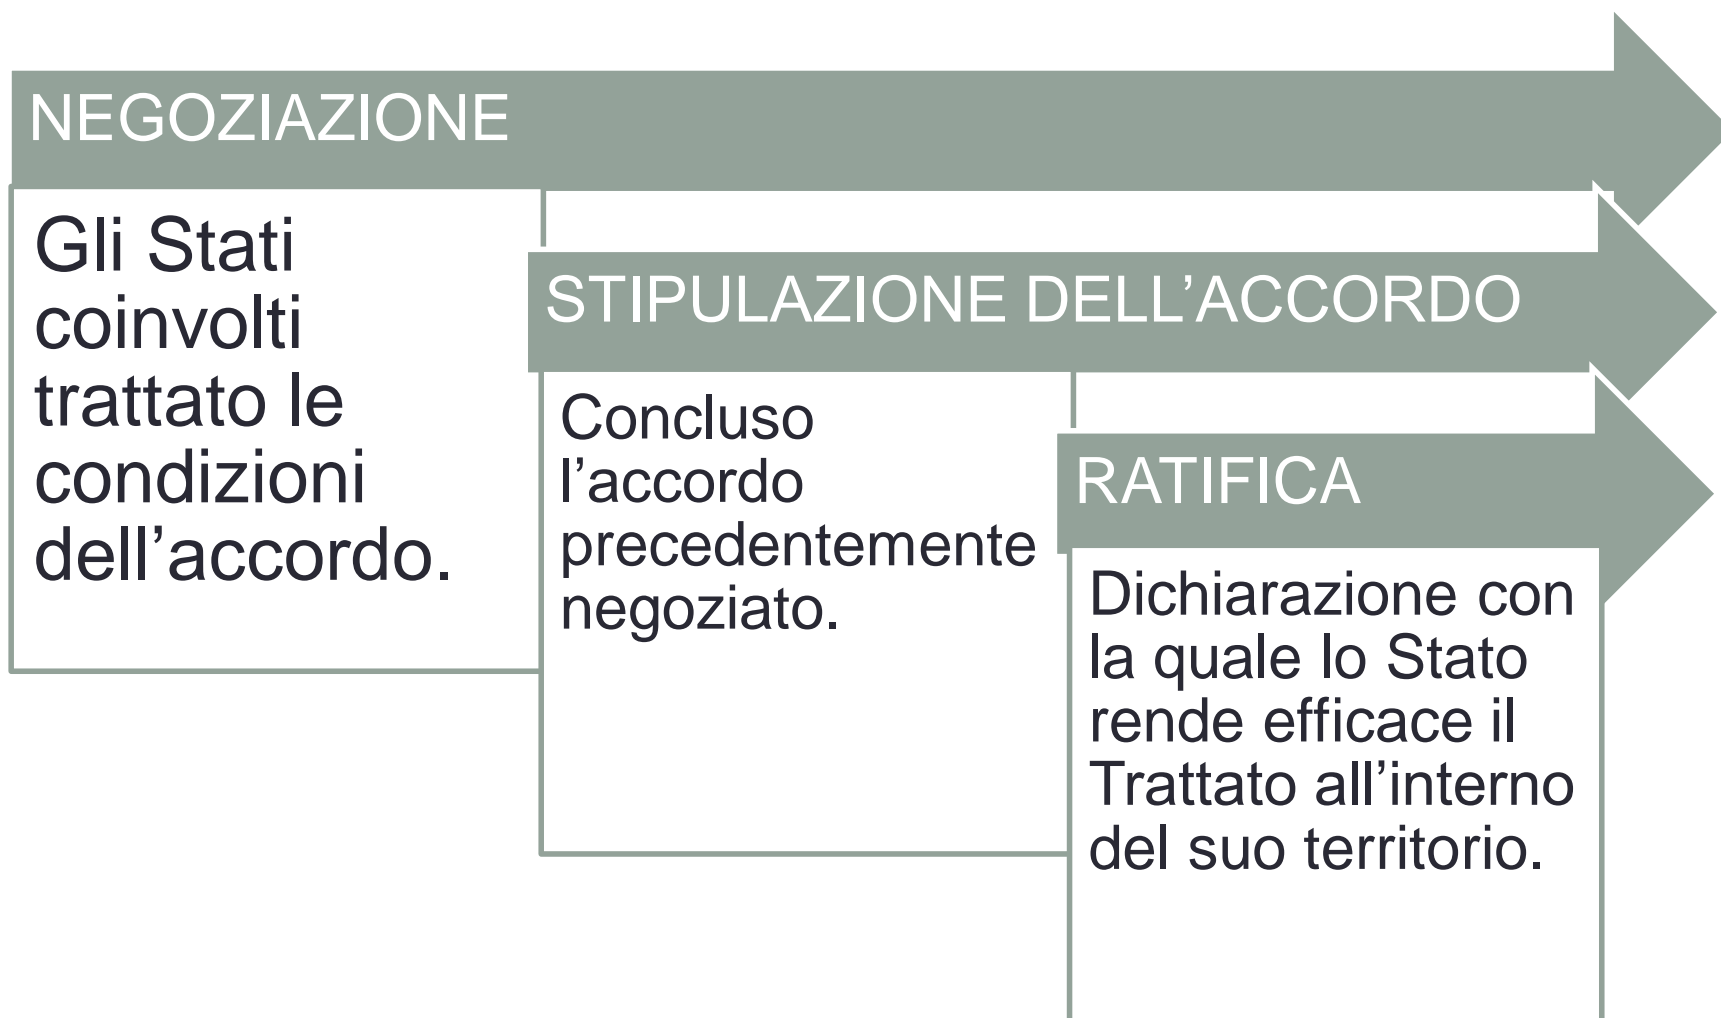 NEGOZIAZIONE
Gli Stati
coinvolti
trattato le
condizioni
dell’accordo.
STIPULAZIONE DELL’ACCORDO
Concluso
l’accordo
precedentemente
negoziato.
RATIFICA
Dichiarazione con
la quale lo Stato
rende efficace il
Trattato all’interno
del suo territorio.